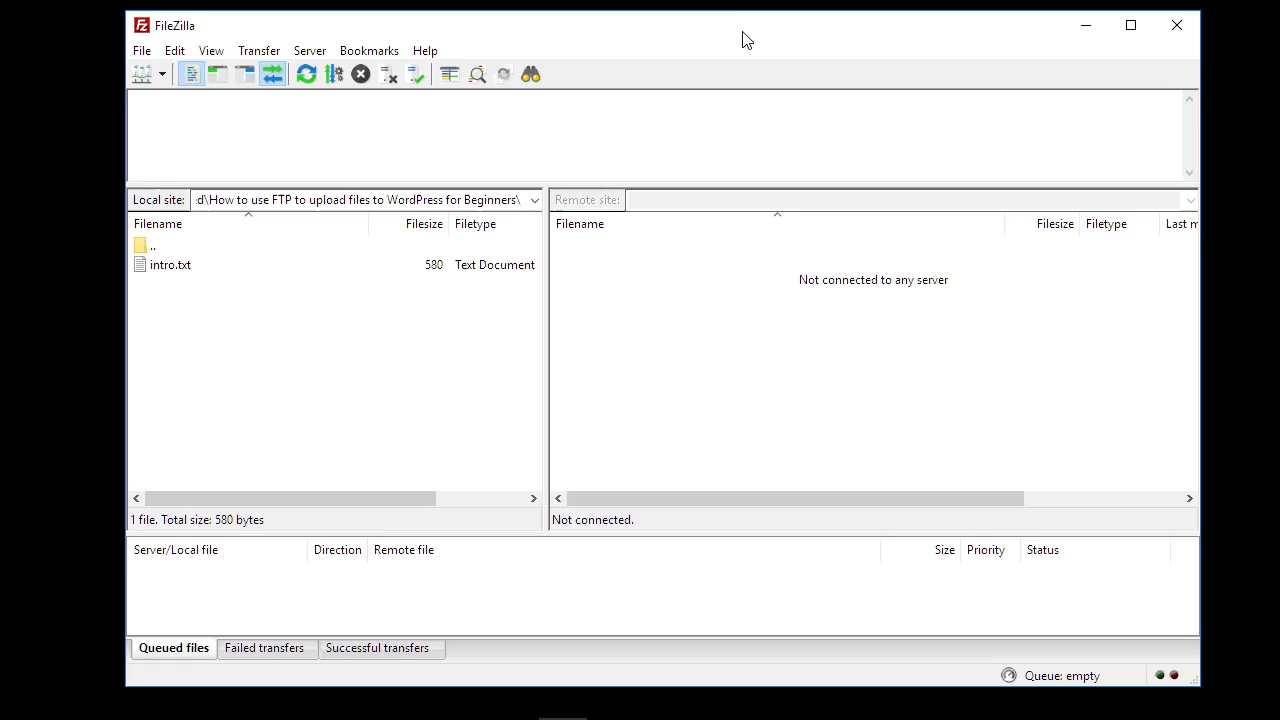 FileZilla
File Edit View Transfer Server Bookmarks Help
Local site: d\How to use FTP to upload files to WordPress for Beginners\
Remote site:
Filename Filesize Filetype
Filename Filesize Filetype Last m
..
intro.txt 580 Text Document
Not connected to any server
1 file. Total size: 580 bytes
Not connected.
Server/Local file Direction Remote file Size Priority Status
Queued files Failed transfers Successful transfers
Queue: empty